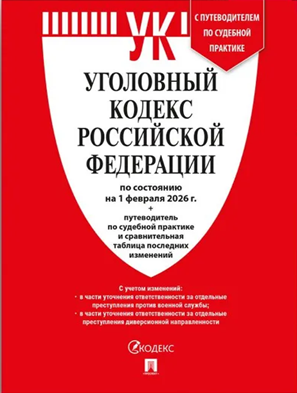 УК
С ПУТЕВОДИТЕЛЕМ
ПО СУДЕБНОЙ
ПРАКТИКЕ
УГОЛОВНЫЙ
КОДЕКС
РОССИЙСКОЙ
ФЕДЕРАЦИИ
по состоянию
на 1 февраля 2026 г.
+
путеводитель
по судебной практике
и сравнительная
таблица последних
изменений
С учетом изменений:
- в части уточнения ответственности за отдельные
преступления против военной службы;
- в части уточнения ответственности за отдельные
преступления диверсионной направленности
КОДЕКС
ПРОСПЕКТ